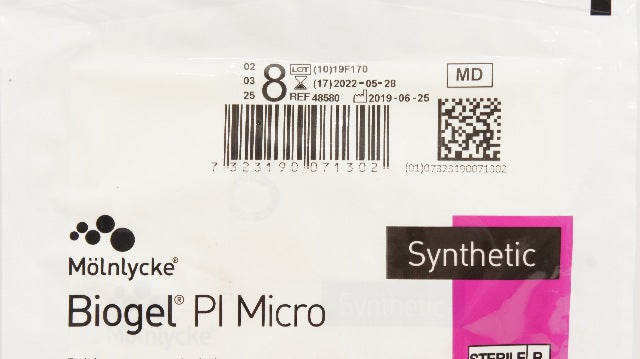 02
03
25
8
LOT (10)19F170
(17)2022-05-28
REF 48580 2019-06-25
MD
7 323190 071302
(01)07323190071302
Mölnlycke®
Synthetic
Biogel® PI Micro
STERILE R